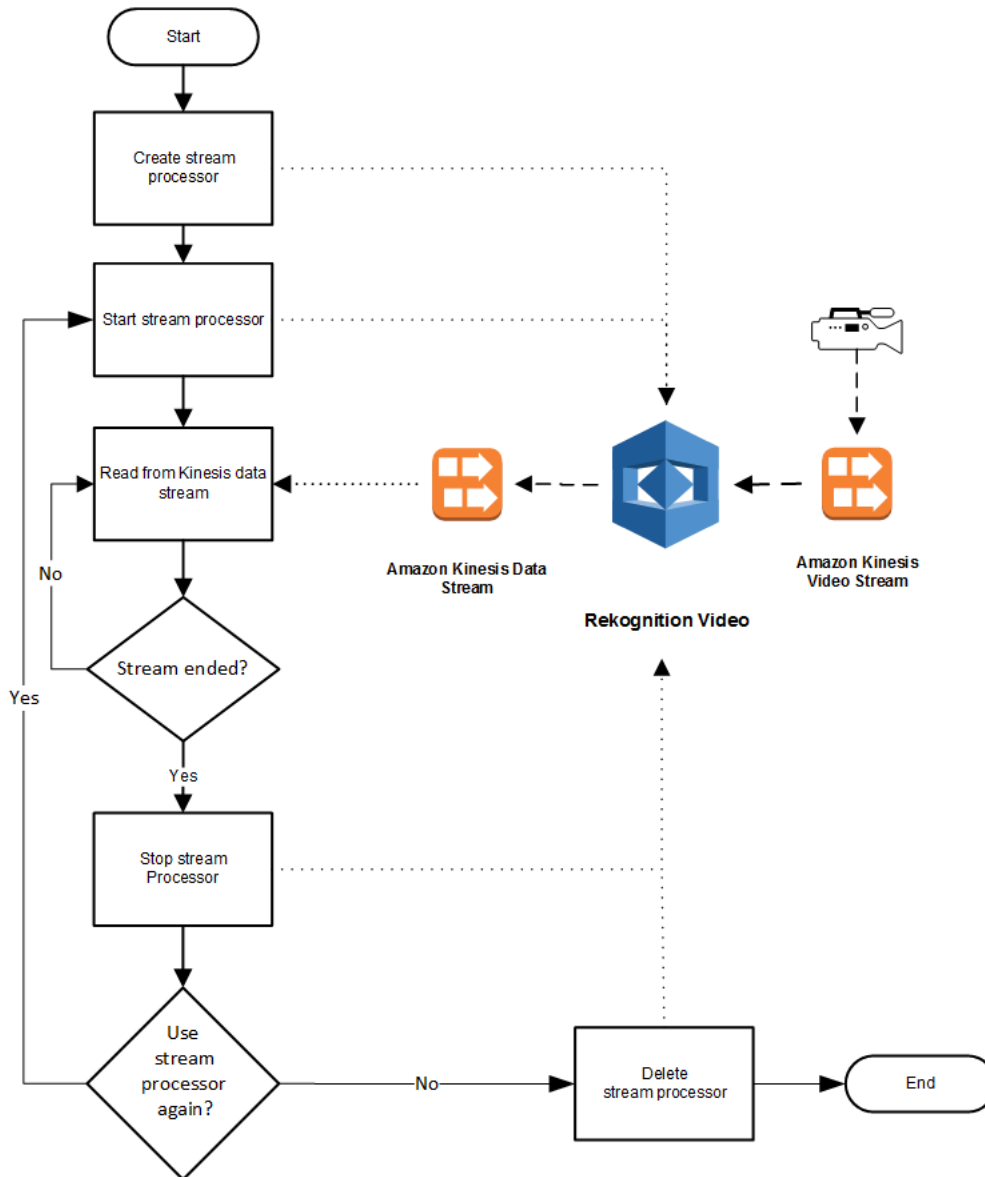 Start
Create stream
processor
Start stream processor
Read from Kinesis data
stream
No
Amazon Kinesis Data
Stream
Rekognition Video
Amazon Kinesis
Video Stream
Stream ended?
Yes
Yes
Stop stream
Processor
Use
stream
processor
again?
No
Delete
stream processor
End